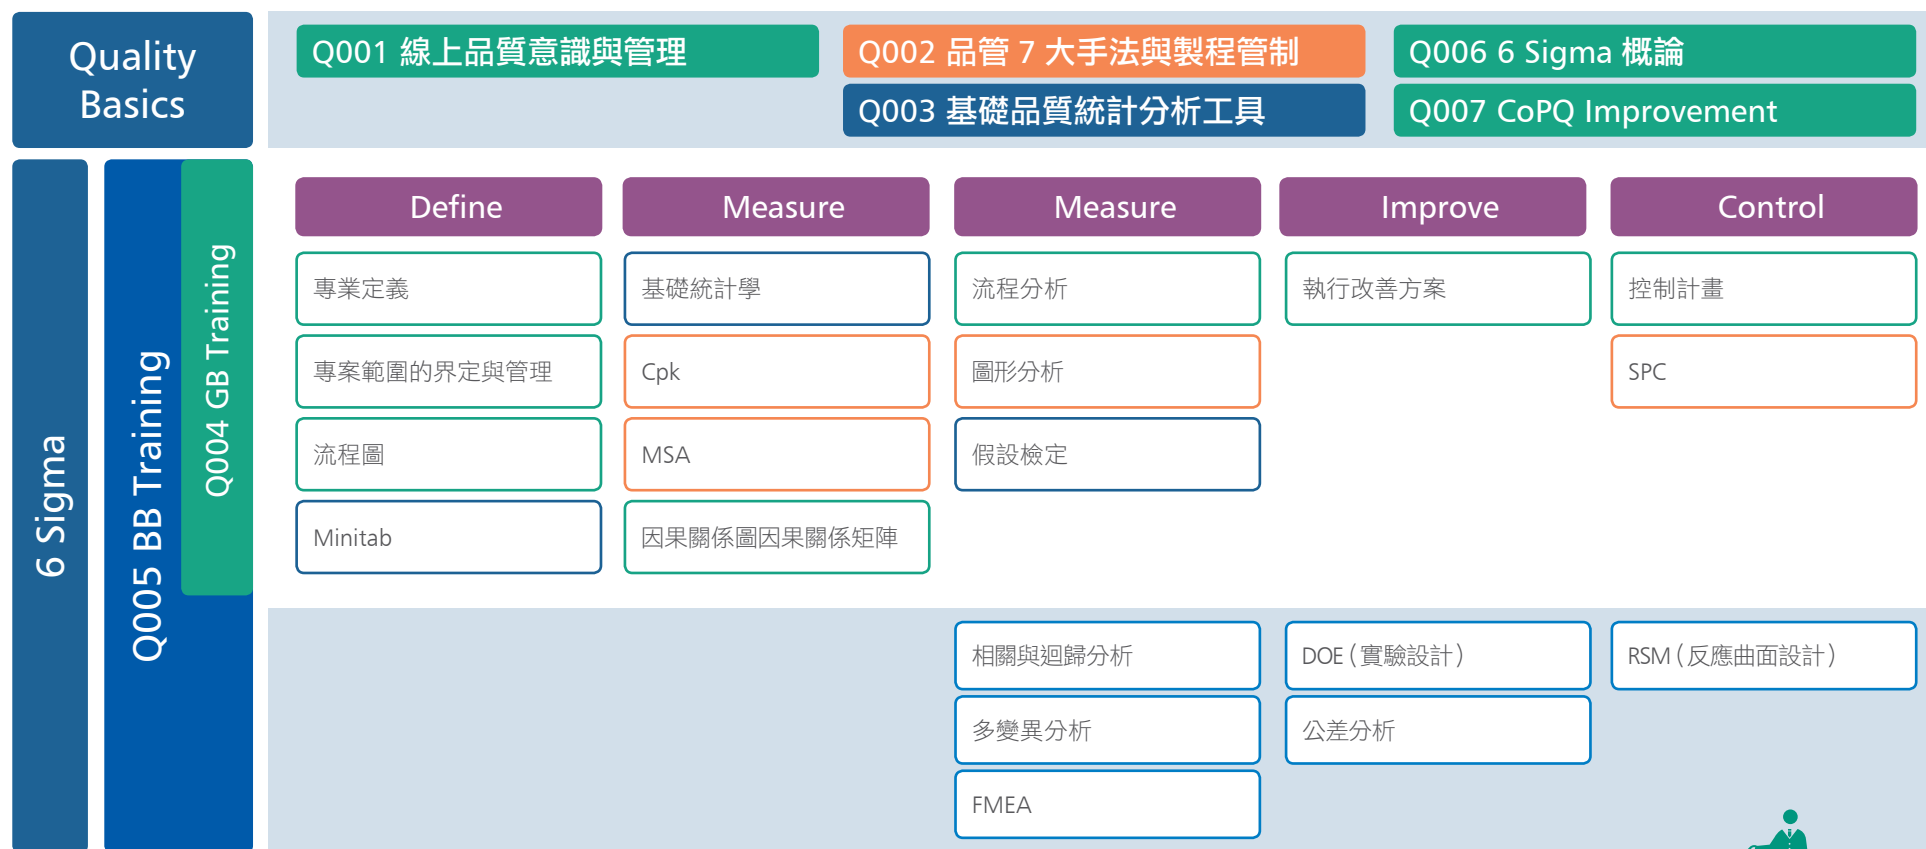 Quality
Basics
Q001 線上品質意識與管理
Q002 品管 7 大手法與製程管制
Q003 基礎品質統計分析工具
Q006 6 Sigma 概論
Q007 CoPQ Improvement
6 Sigma
Q005 BB Training
Q004 GB Training
Define
專業定義
專案範圍的界定與管理
流程圖
Minitab
Measure
基礎統計學
Cpk
MSA
因果關係圖因果關係矩陣
Measure
流程分析
圖形分析
假設檢定
Improve
執行改善方案
Control
控制計畫
SPC
相關與迴歸分析
多變異分析
FMEA
DOE（實驗設計）
公差分析
RSM（反應曲面設計）